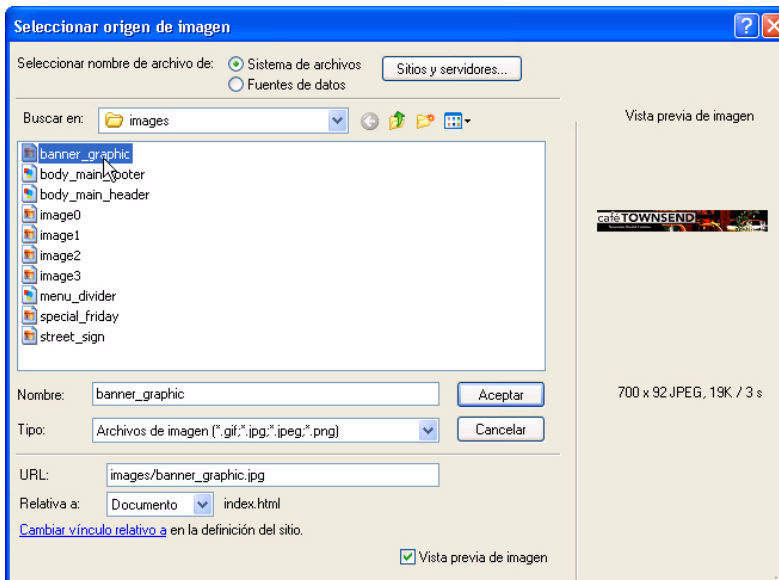 Seleccionar origen de imagen
Seleccionar nombre de archivo de: Sistema de archivos Sitios y servidores...
Fuentes de datos
Buscar en: images
Vista previa de imagen
banner_graphic
body_main_footer
body_main_header
image0
image1
image2
image3
menu_divider
special_friday
street_sign
café TOWNSEND
Nombre: banner_graphic Aceptar
700 x 92 JPEG, 19K / 3 s
Tipo: Archivos de imagen (*.gif;*.jpg;*.jpeg;*.png) Cancelar
URL: images/banner_graphic.jpg
Relativa a: Documento index.html
Cambiar vínculo relativo a en la definición del sitio.
Vista previa de imagen